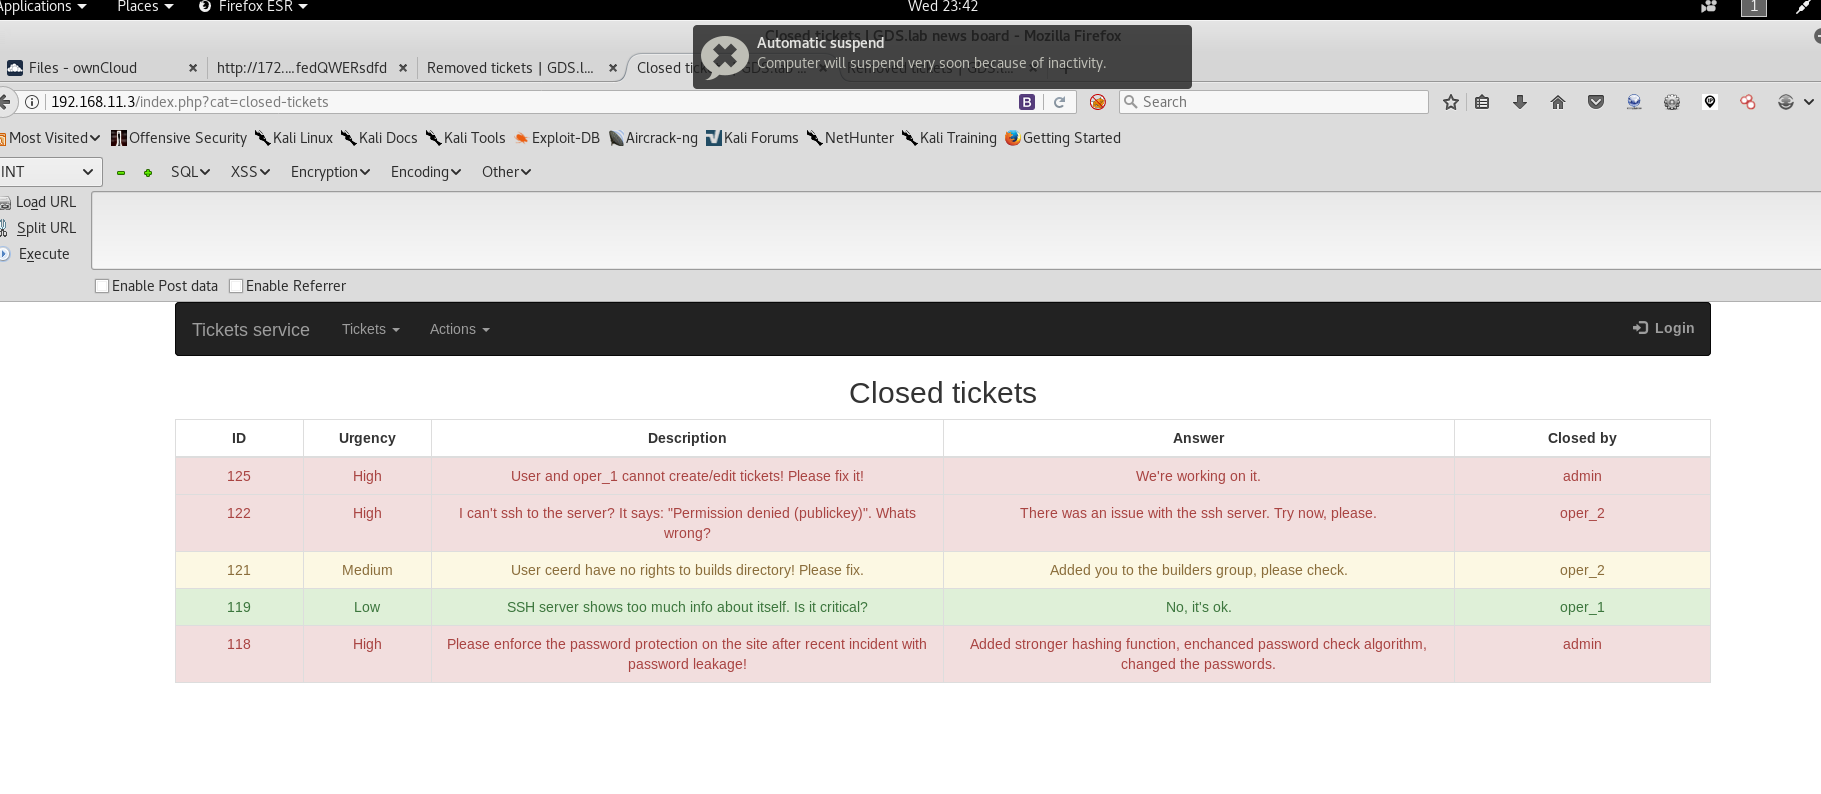 Applications Places Firefox ESR Wed 23:42 1
Closed tickets | GDS.lab news board - Mozilla Firefox
Automatic suspend
Computer will suspend very soon because of inactivity.
Files - ownCloud http://172....fedQWERsdfd Removed tickets | GDS.l... Closed tic
192.168.11.3/index.php?cat=closed-tickets B Search
Most Visited Offensive Security Kali Linux Kali Docs Kali Tools Exploit-DB Aircrack-ng Kali Forums NetHunter Kali Training Getting Started
INT SQL XSS Encryption Encoding Other
Load URL
Split URL
Execute
Enable Post data Enable Referrer
Tickets service Tickets Actions Login
Closed tickets
ID Urgency Description Answer Closed by
125 High User and oper_1 cannot create/edit tickets! Please fix it! We're working on it. admin
122 High I can't ssh to the server? It says: "Permission denied (publickey)". Whats There was an issue with the ssh server. Try now, please. oper_2
wrong?
121 Medium User ceerd have no rights to builds directory! Please fix. Added you to the builders group, please check. oper_2
119 Low SSH server shows too much info about itself. Is it critical? No, it's ok. oper_1
118 High Please enforce the password protection on the site after recent incident with Added stronger hashing function, enchanced password check algorithm, admin
password leakage! changed the passwords.